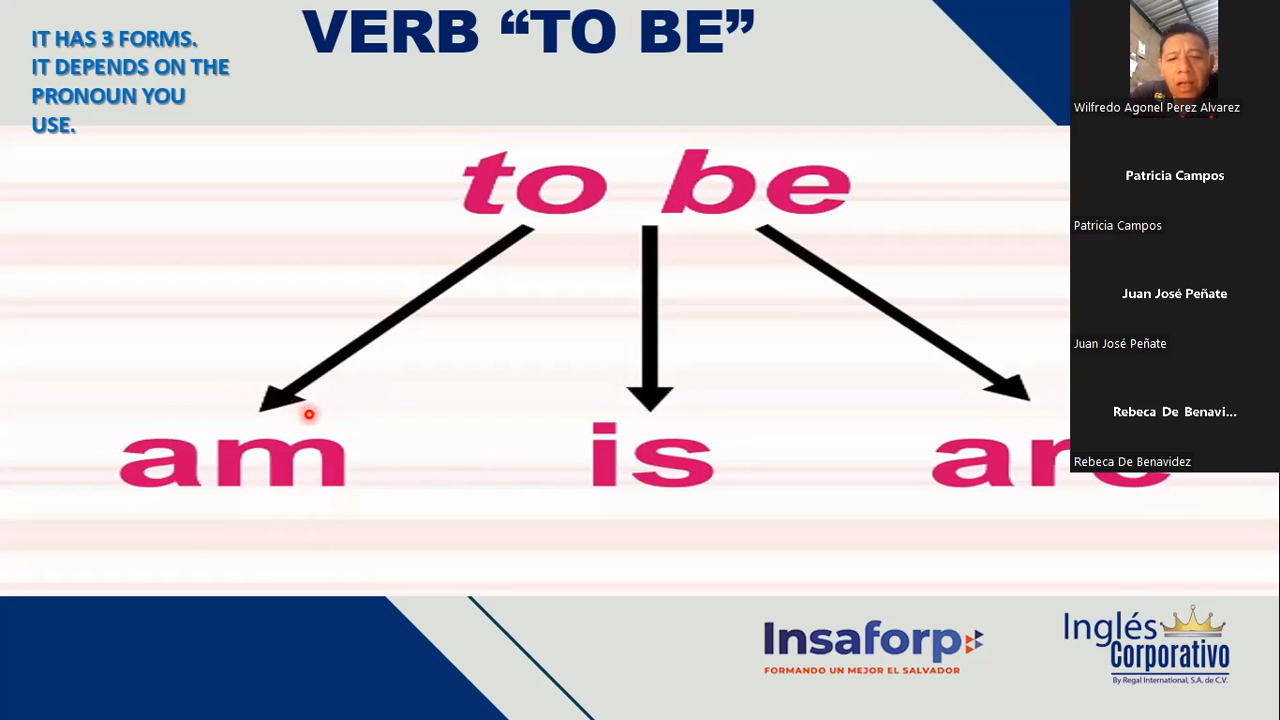 IT HAS 3 FORMS.
IT DEPENDS ON THE
PRONOUN YOU
USE.
VERB “TO BE”
to be
am is
Wilfredo Agonel Perez Alvarez
Patricia Campos
Patricia Campos
Juan José Peñate
Juan José Peñate
Rebeca De Benavi...
Rebeca De Benavidez
Insaforp
FORMANDO UN MEJOR EL SALVADOR
Inglés
Corporativo
By Regal International, S.A. de C.V.